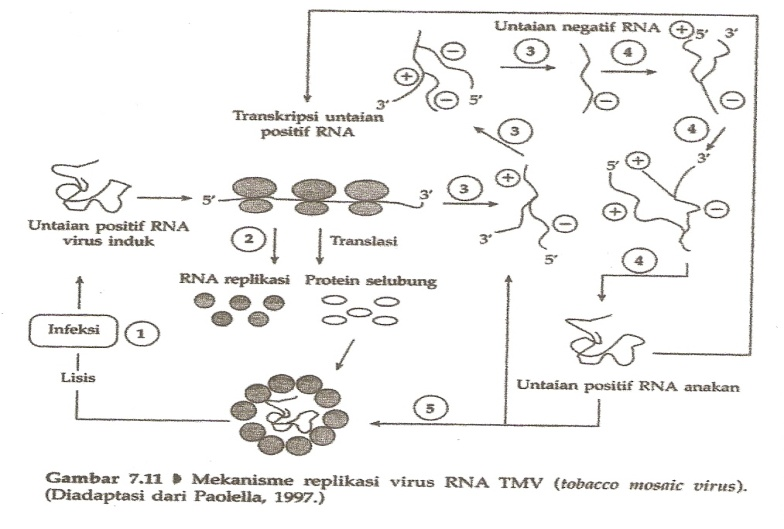 Untaian negatif RNA
+
5'
3'
−
3
4
+
−
3'
−
5'
−
Transkripsi untaian
positif RNA
3
4
5'
+
3'
+
−
5'
3'
3
+
−
3'
5'
Untaian positif RNA
virus induk
2
Translasi
4
RNA replikasi
Protein selubung
Infeksi
1
Lisis
Untaian positif RNA anakan
5
Gambar 7.11 Mekanisme replikasi virus RNA TMV (tobacco mosaic virus).
(Diadaptasi dari Paolella, 1997.)